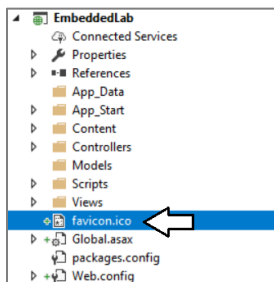 EmbeddedLab
Connected Services
Properties
References
App_Data
App_Start
Content
Controllers
Models
Scripts
Views
favicon.ico
Global.asax
packages.config
Web.config